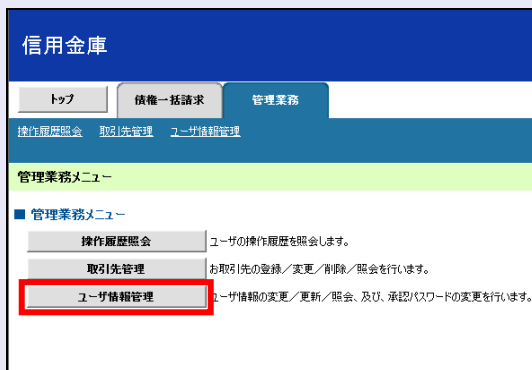 信用金庫
トップ 債権一括請求 管理業務
操作履歴照会 取引先管理 ユーザ情報管理
管理業務メニュー
■ 管理業務メニュー
操作履歴照会 ユーザの操作履歴を照会します。
取引先管理 お取引先の登録／変更／削除／照会を行います。
ユーザ情報管理 ユーザ情報の変更／更新／照会、及び、承認パスワードの変更を行います。